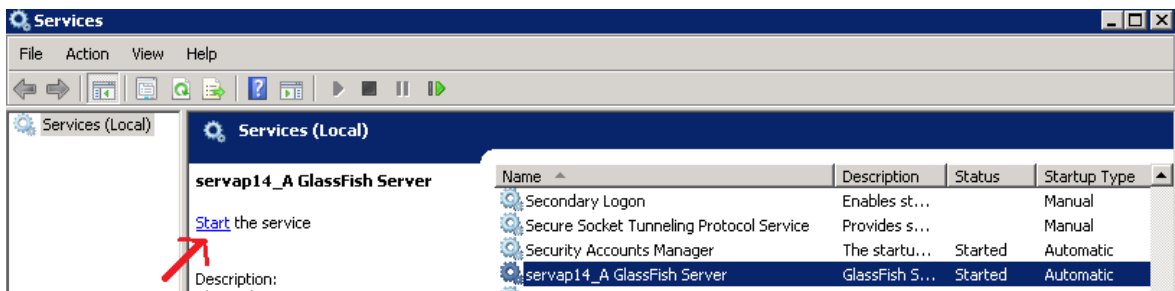 Services
File Action View Help
Services (Local)
Services (Local)
servap14_A GlassFish Server
Start the service
Description:
Name Description Status Startup Type
Secondary Logon Enables st... Manual
Secure Socket Tunneling Protocol Service Provides s... Manual
Security Accounts Manager The startu... Started Automatic
servap14_A GlassFish Server GlassFish S... Started Automatic